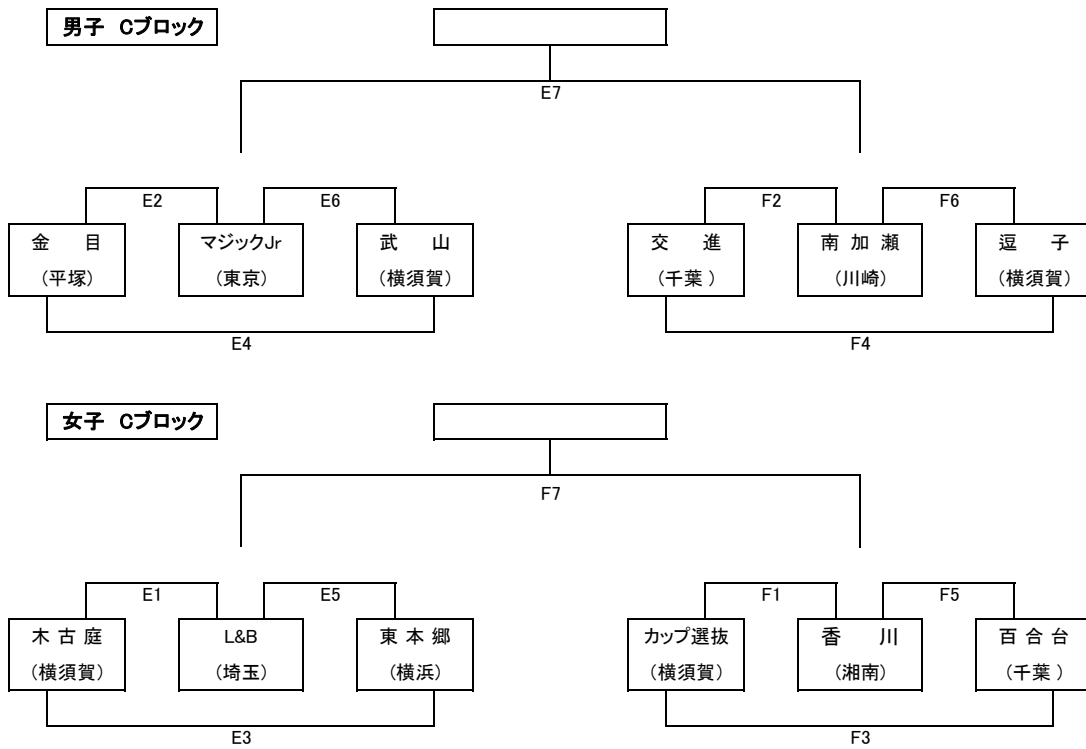 男子 Cブロック
E7
E2 E6 F2 F6
金 目 マジックJr 武 山 交 進 南 加 瀬 逗 子
(平塚) (東京) (横須賀) (千葉 ) (川崎) (横須賀)
E4 F4
女子 Cブロック
F7
E1 E5 F1 F5
木 古 庭 L&B 東 本 郷 カップ選抜 香 川 百 合 台
(横須賀) (埼玉) (横浜) (横須賀) (湘南) (千葉 )
E3 F3